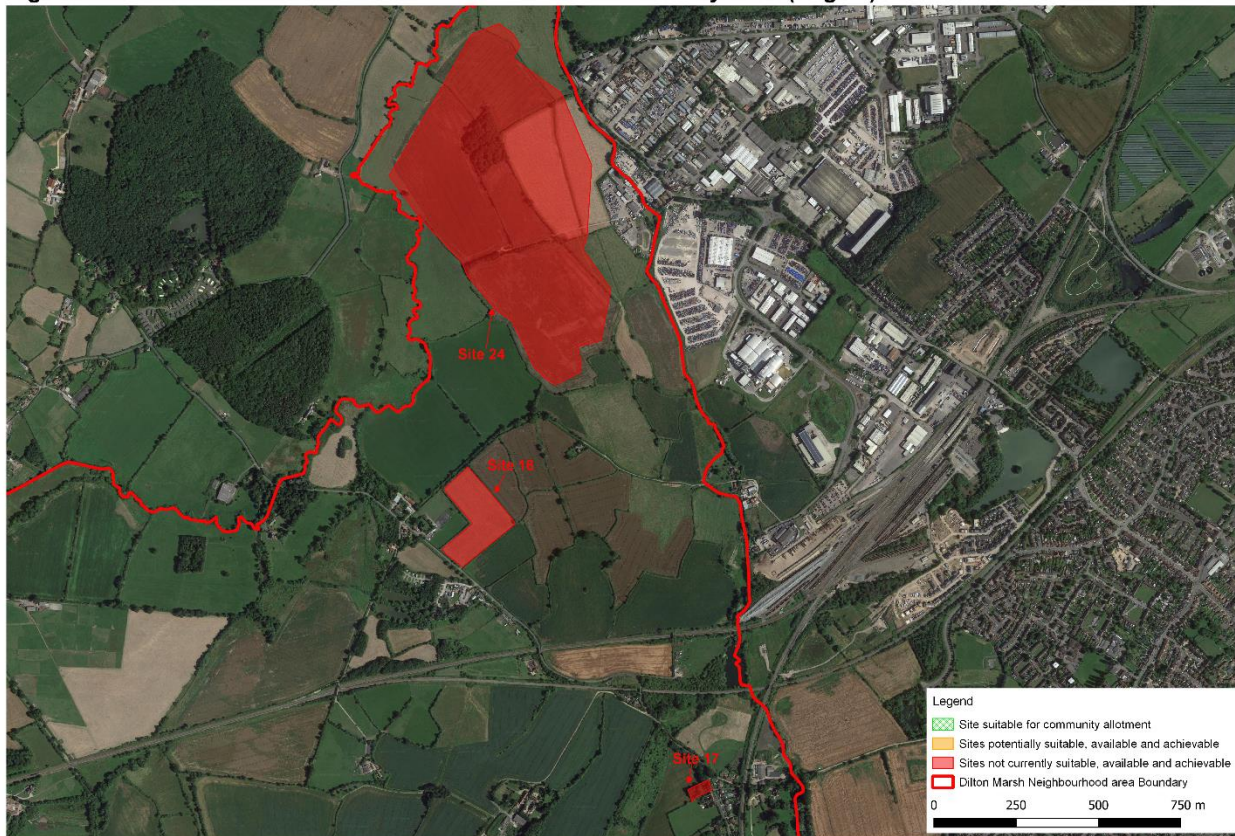 Site 24
Site 18
Site 17
Legend
Site suitable for community allotment
Sites potentially suitable, available and achievable
Sites not currently suitable, available and achievable
Dilton Marsh Neighbourhood area Boundary
0 250 500 750 m